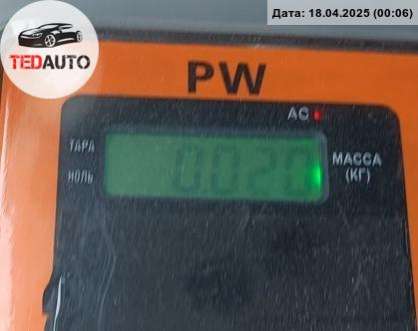 Дата: 18.04.2025 (00:06)
TEDAUTO
PW
AC
ТАРА
НОЛЬ
0.020
МАССА
(КГ)